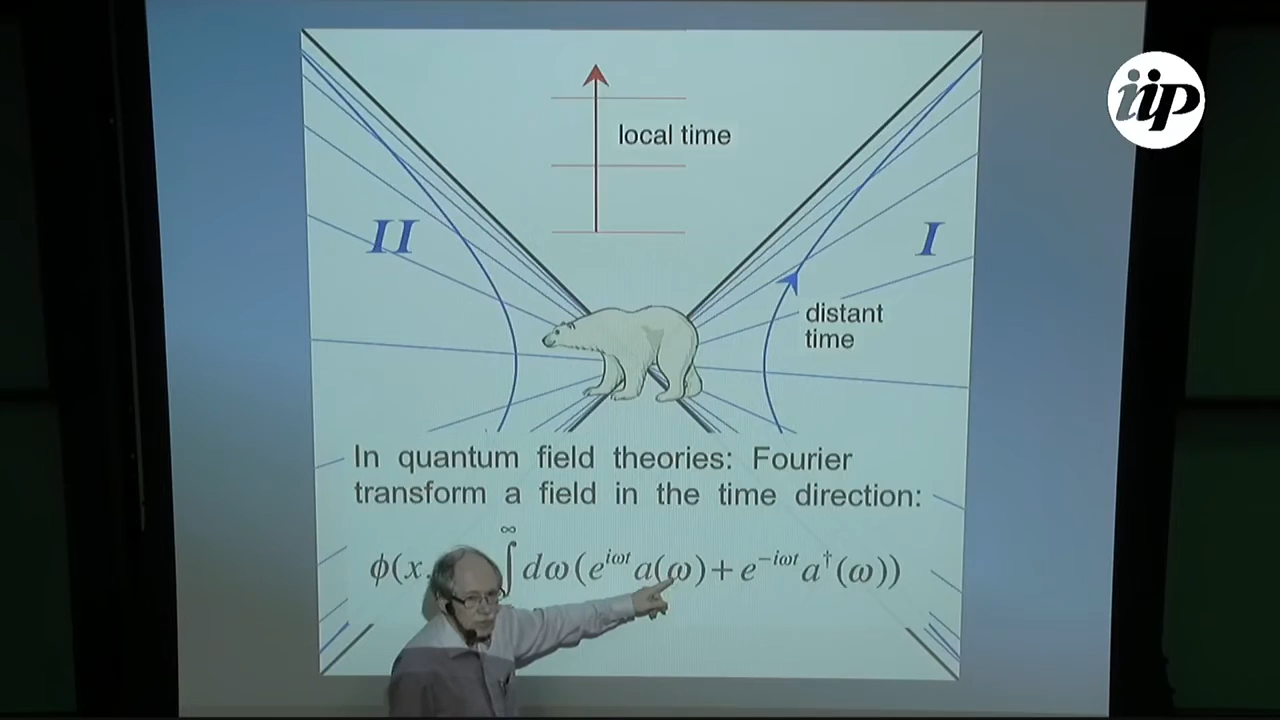 iip
local time
II
I
distant
time
In quantum field theories: Fourier
transform a field in the time direction:
ϕ(x, ∫ ∞ dω(e^{iωt} a(ω) + e^{−iωt} a†(ω))